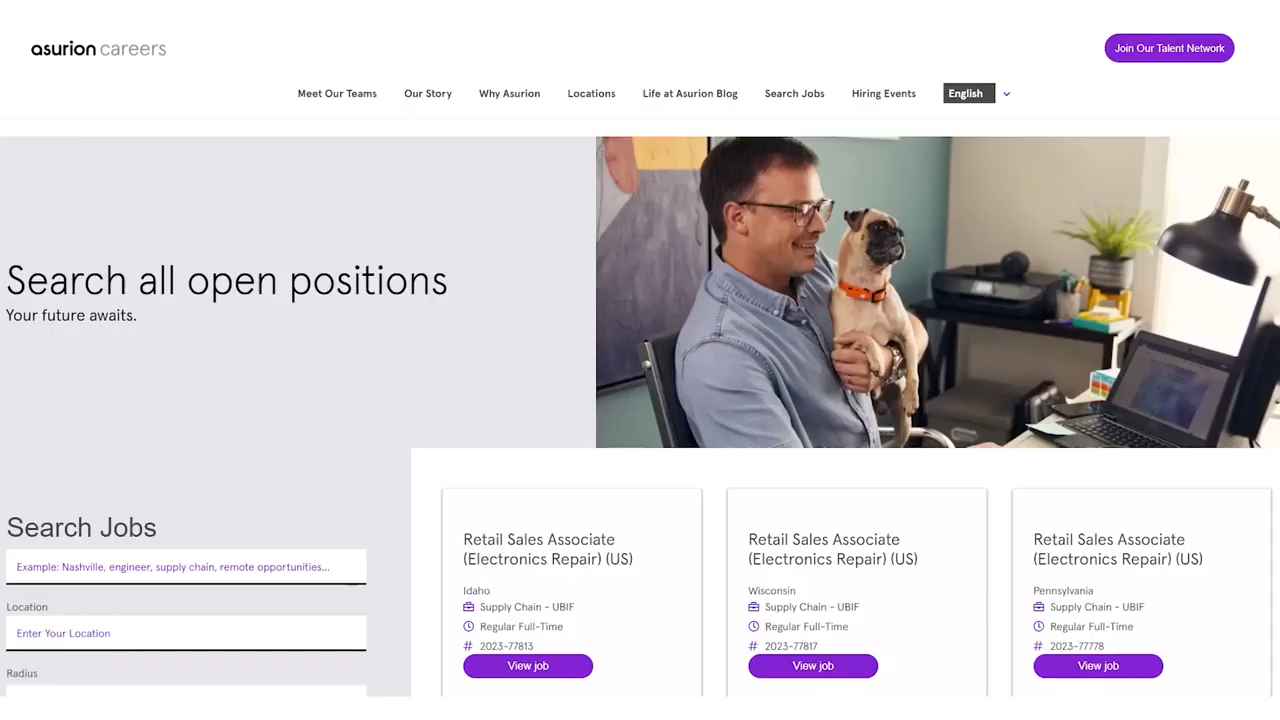 asurion careers
Join Our Talent Network
Meet Our Teams Our Story Why Asurion Locations Life at Asurion Blog Search Jobs Hiring Events English
Search all open positions
Your future awaits.
Search Jobs
Example: Nashville, engineer, supply chain, remote opportunities...
Location
Enter Your Location
Radius
Retail Sales Associate
(Electronics Repair) (US)
Idaho
Supply Chain - UBIF
Regular Full-Time
# 2023-77813
View job
Retail Sales Associate
(Electronics Repair) (US)
Wisconsin
Supply Chain - UBIF
Regular Full-Time
# 2023-77817
View job
Retail Sales Associate
(Electronics Repair) (US)
Pennsylvania
Supply Chain - UBIF
Regular Full-Time
# 2023-77778
View job